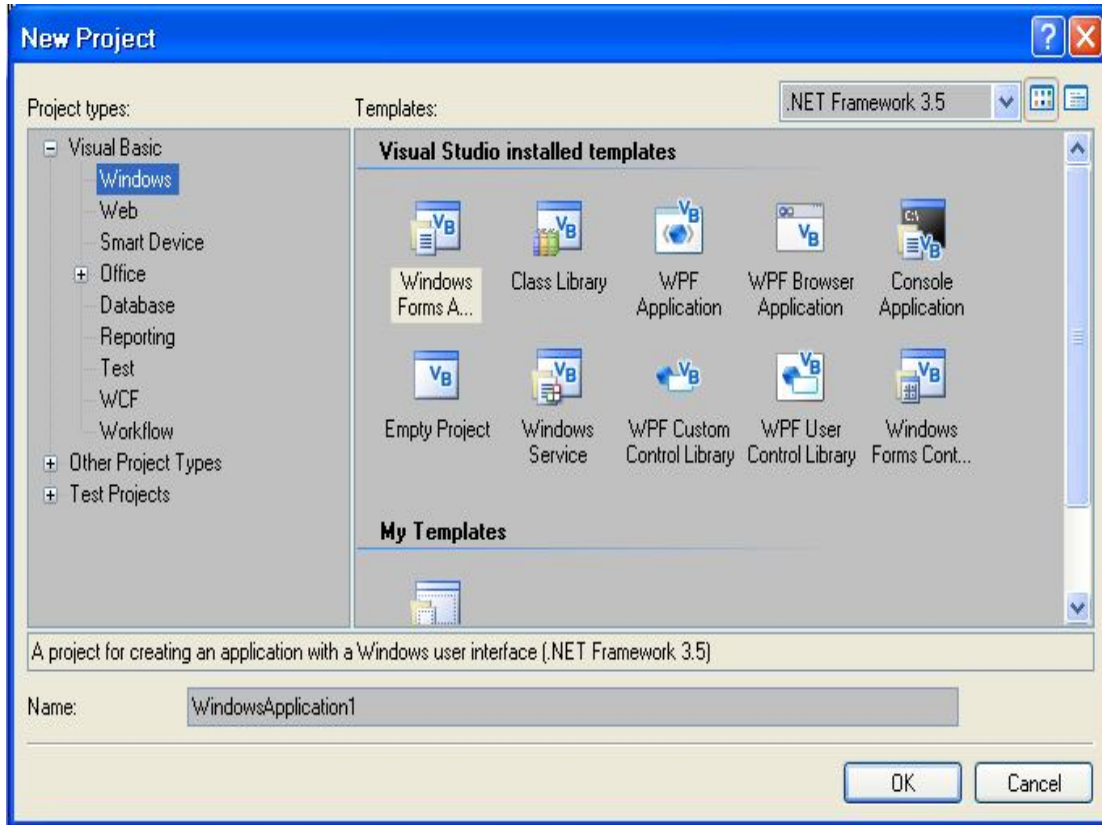 New Project
Project types:
Templates:
.NET Framework 3.5
Visual Basic
Windows
Web
Smart Device
Office
Database
Reporting
Test
WCF
Workflow
Other Project Types
Test Projects
Visual Studio installed templates
Windows Forms A...
Class Library
WPF Application
WPF Browser Application
Console Application
Empty Project
Windows Service
WPF Custom Control Library
WPF User Control Library
Windows Forms Cont...
My Templates
A project for creating an application with a Windows user interface (.NET Framework 3.5)
Name:
WindowsApplication1
OK
Cancel